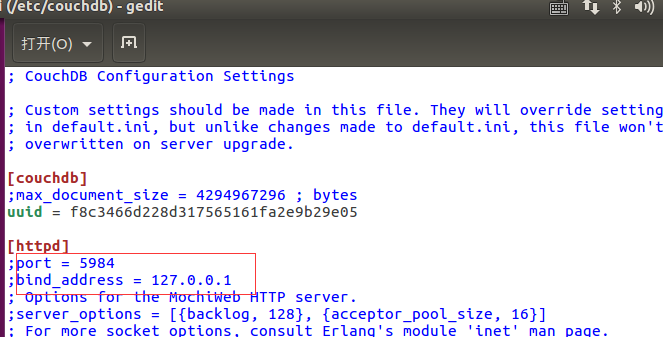 i (/etc/couchdb) - gedit
打开(O)
; CouchDB Configuration Settings
; Custom settings should be made in this file. They will override setting
; in default.ini, but unlike changes made to default.ini, this file won't
; overwritten on server upgrade.
[couchdb]
;max_document_size = 4294967296 ; bytes
uuid = f8c3466d228d317565161fa2e9b29e05
[httpd]
;port = 5984
;bind_address = 127.0.0.1
; Options for the MochiWeb HTTP server.
;server_options = [{backlog, 128}, {acceptor_pool_size, 16}]
; For more socket options, consult Erlang's module 'inet' man page.